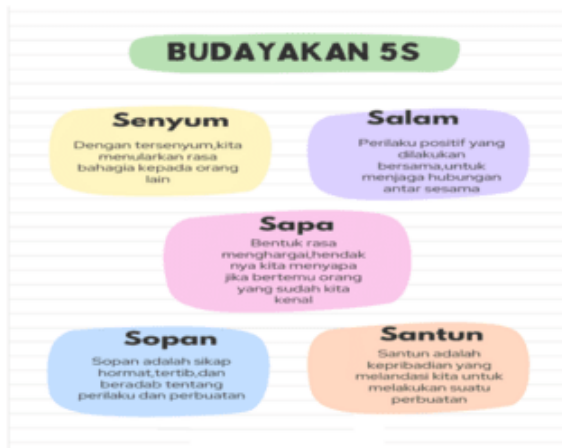 BUDAYAKAN 5S
Senyum
Dengan tersenyum,kita
menularkan rasa
bahagia kepada orang
lain
Salam
Perilaku positif yang
dilakukan
bersama,untuk
menjaga hubungan
antar sesama
Sapa
Bentuk rasa
menghargai,hendak
nya kita menyapa
jika bertemu orang
yang sudah kita
kenal
Sopan
Sopan adalah sikap
hormat,tertib,dan
beradab tentang
perilaku dan perbuatan
Santun
Santun adalah
kepribadian yang
melandasi kita untuk
melakukan suatu
perbuatan